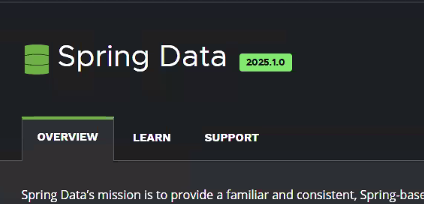 Spring Data 2025.1.0
OVERVIEW LEARN SUPPORT
Spring Data's mission is to provide a familiar and consistent, Spring-base